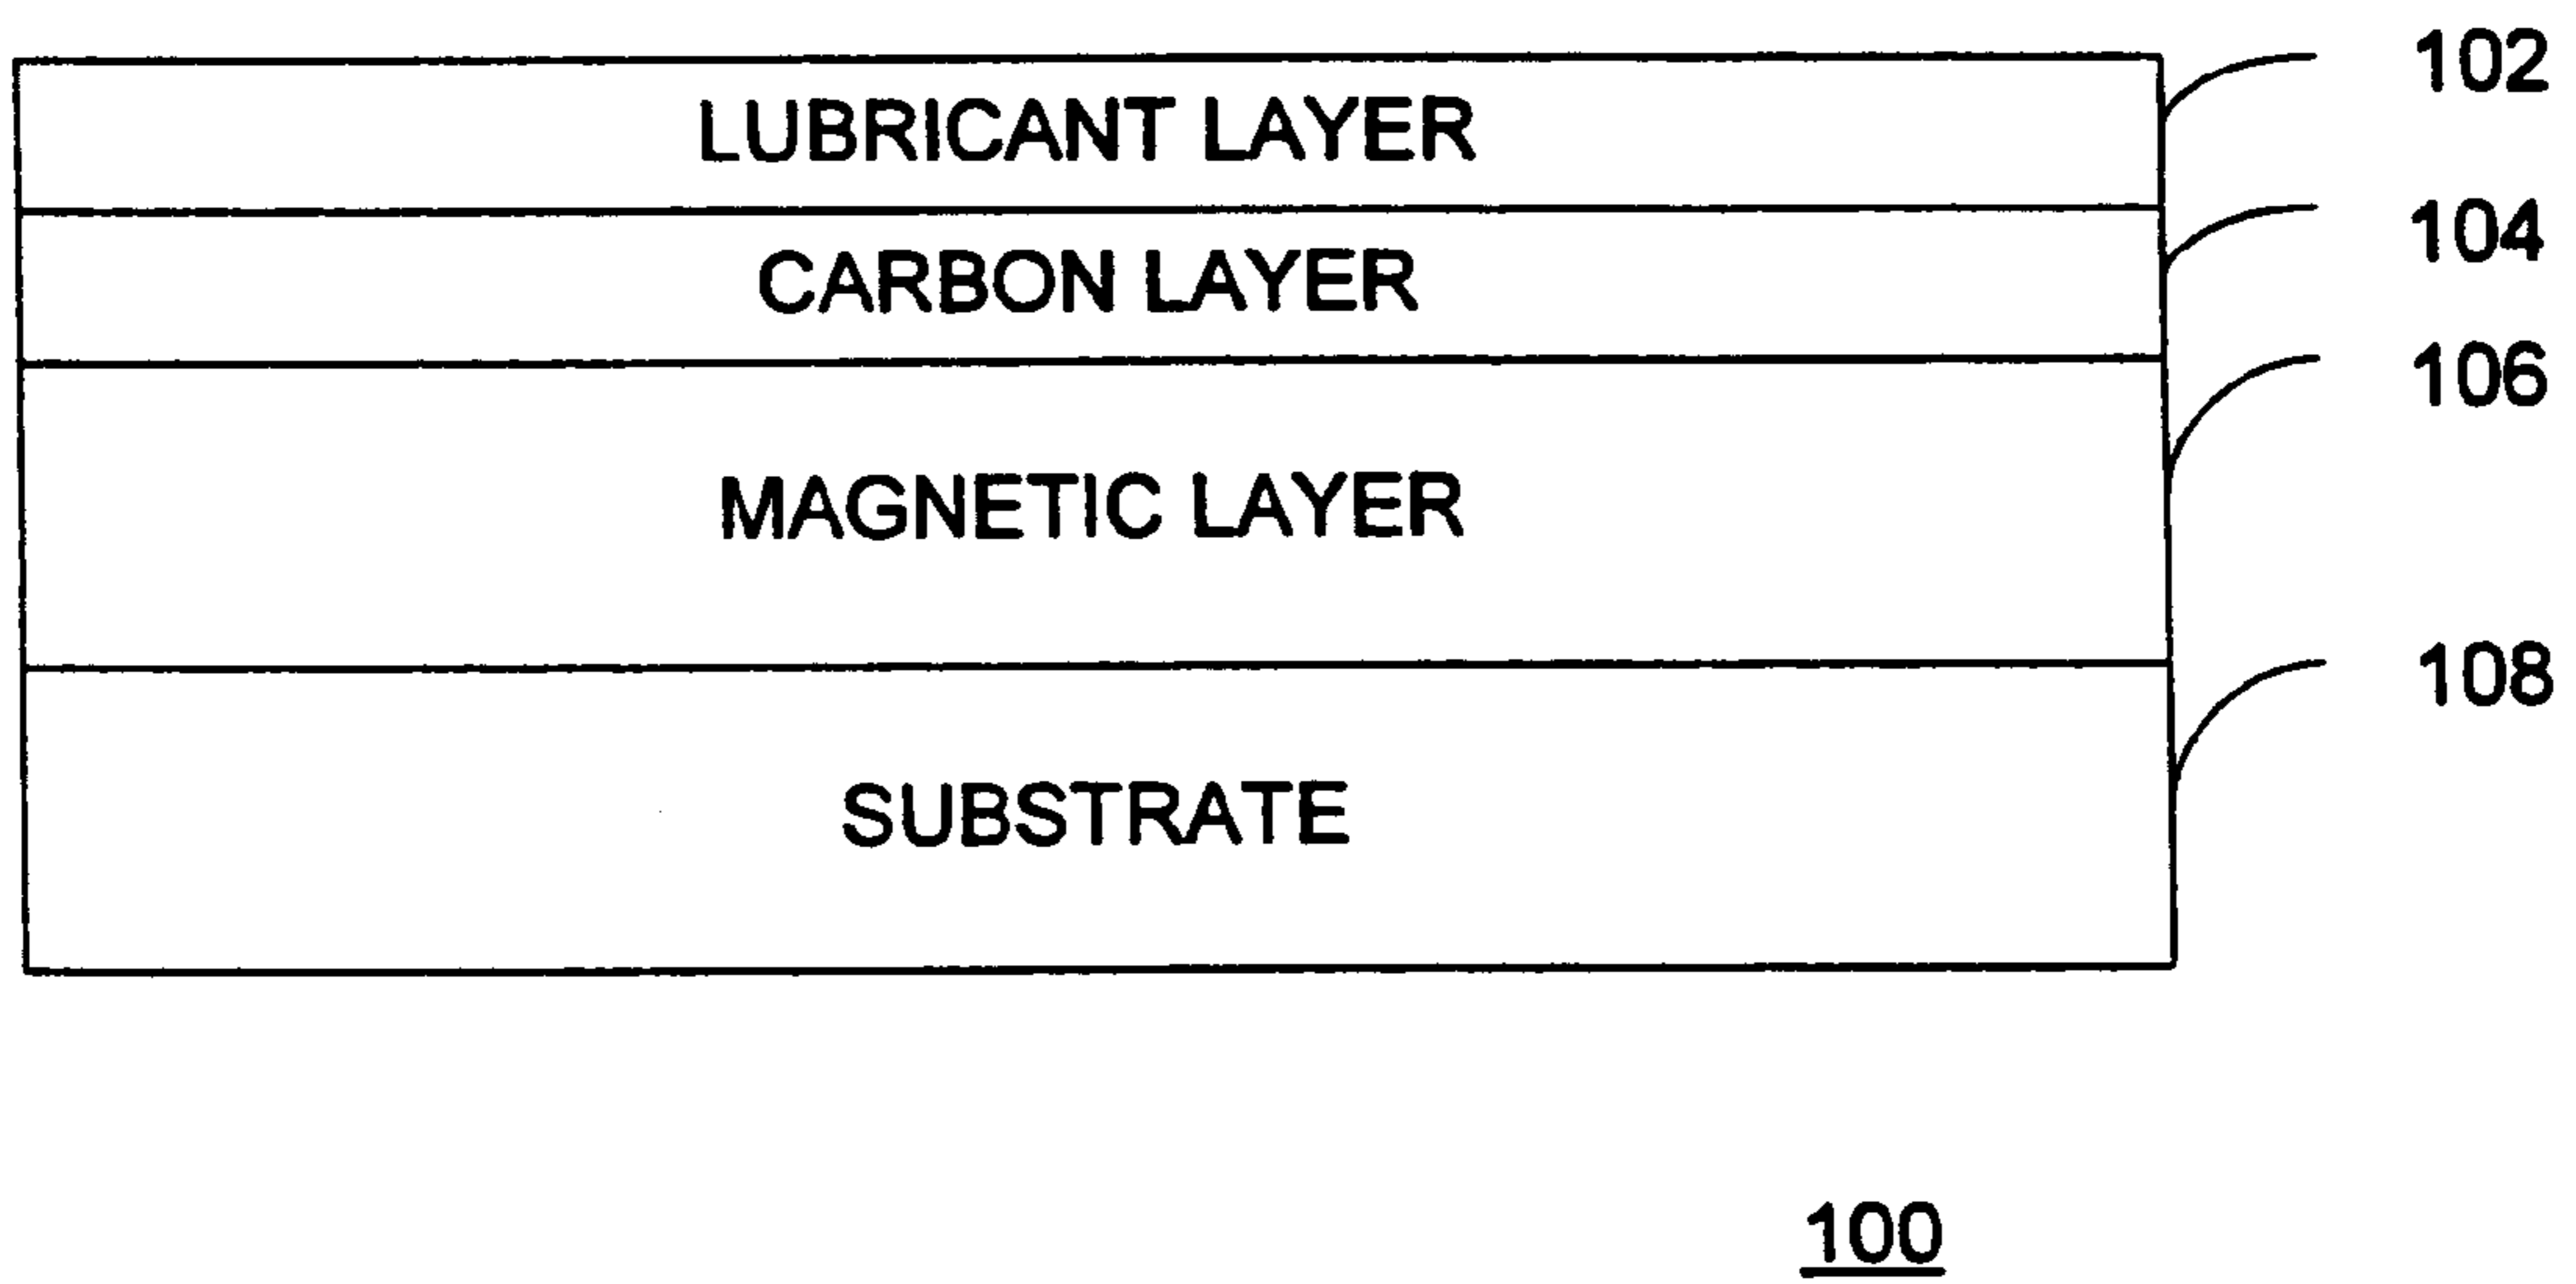 102
LUBRICANT LAYER
104
CARBON LAYER
106
MAGNETIC LAYER
108
SUBSTRATE
100